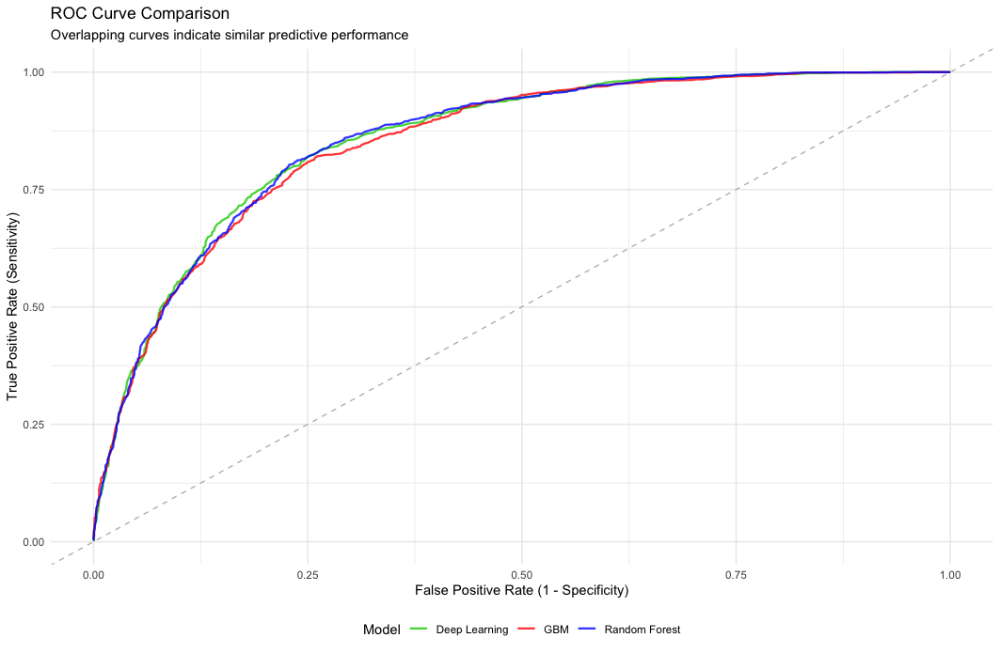 ROC Curve Comparison
Overlapping curves indicate similar predictive performance
True Positive Rate (Sensitivity)
1.00
0.75
0.50
0.25
0.00
0.00 0.25 0.50 0.75 1.00
False Positive Rate (1 - Specificity)
Model Deep Learning GBM Random Forest